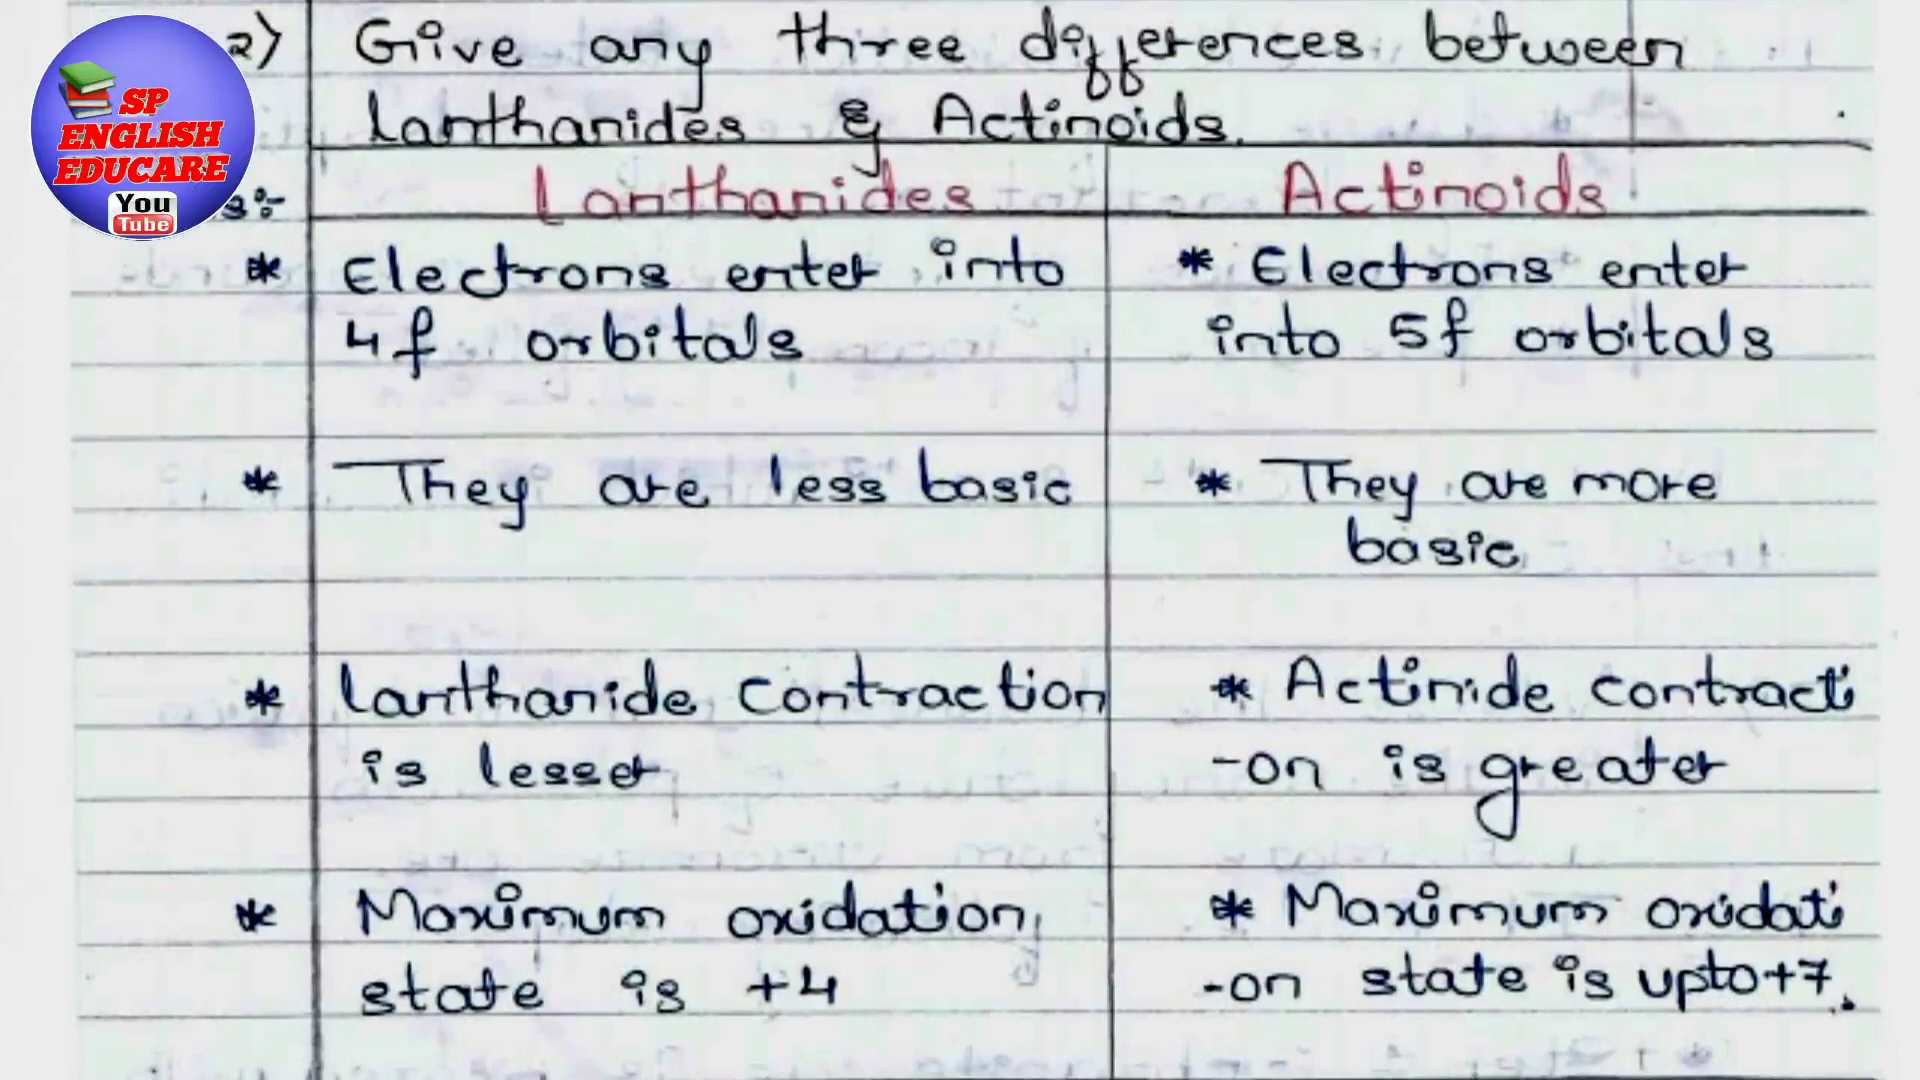 2) Give any three differences between
Lanthanides & Actinoids.
SP
ENGLISH
EDUCARE
You
Tube
s:-
Lanthanides Actinoids
* Electrons enter into
4f orbitals
* Electrons enter
into 5f orbitals
* They are less basic
* They are more
basic
* Lanthanide contraction
is lesser
* Actinide contracti
-on is greater
* Maximum oxidation
state is +4
* Maximum oxidati
-on state is upto +7.